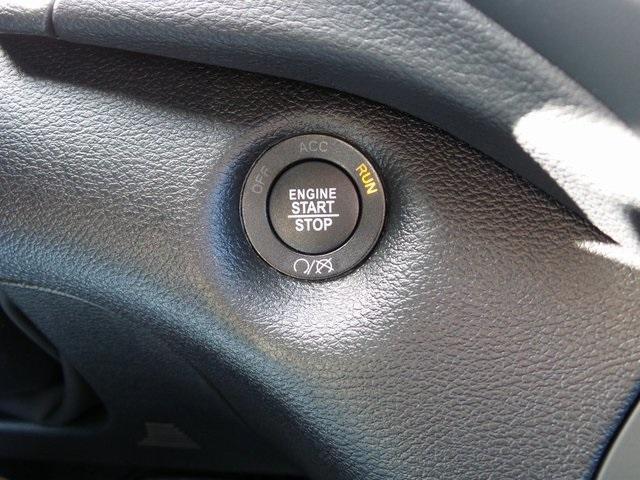 OFF ACC RUN
ENGINE
START
STOP